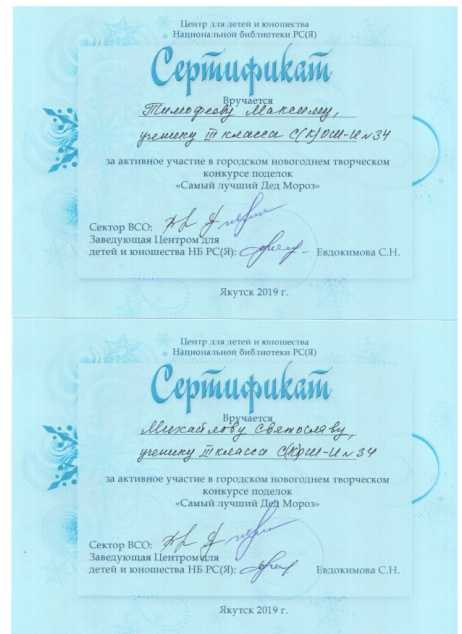 Центр для детей и юношества
Национальной библиотеки РС(Я)
Сертификат
Вручается
Тимофееву Максиму,
ученику III класса С(К)ОШ-И №34
за активное участие в городском новогоднем творческом
конкурсе поделок
«Самый лучший Дед Мороз»
Сектор ВСО:
Заведующая Центром для
детей и юношества НБ РС(Я): Евдокимова С.Н.
Якутск 2019 г.
Центр для детей и юношества
Национальной библиотеки РС(Я)
Сертификат
Вручается
Михайлову Святославу,
ученику III класса С(К)ОШ-И №34
за активное участие в городском новогоднем творческом
конкурсе поделок
«Самый лучший Дед Мороз»
Сектор ВСО:
Заведующая Центром для
детей и юношества НБ РС(Я): Евдокимова С.Н.
Якутск 2019 г.